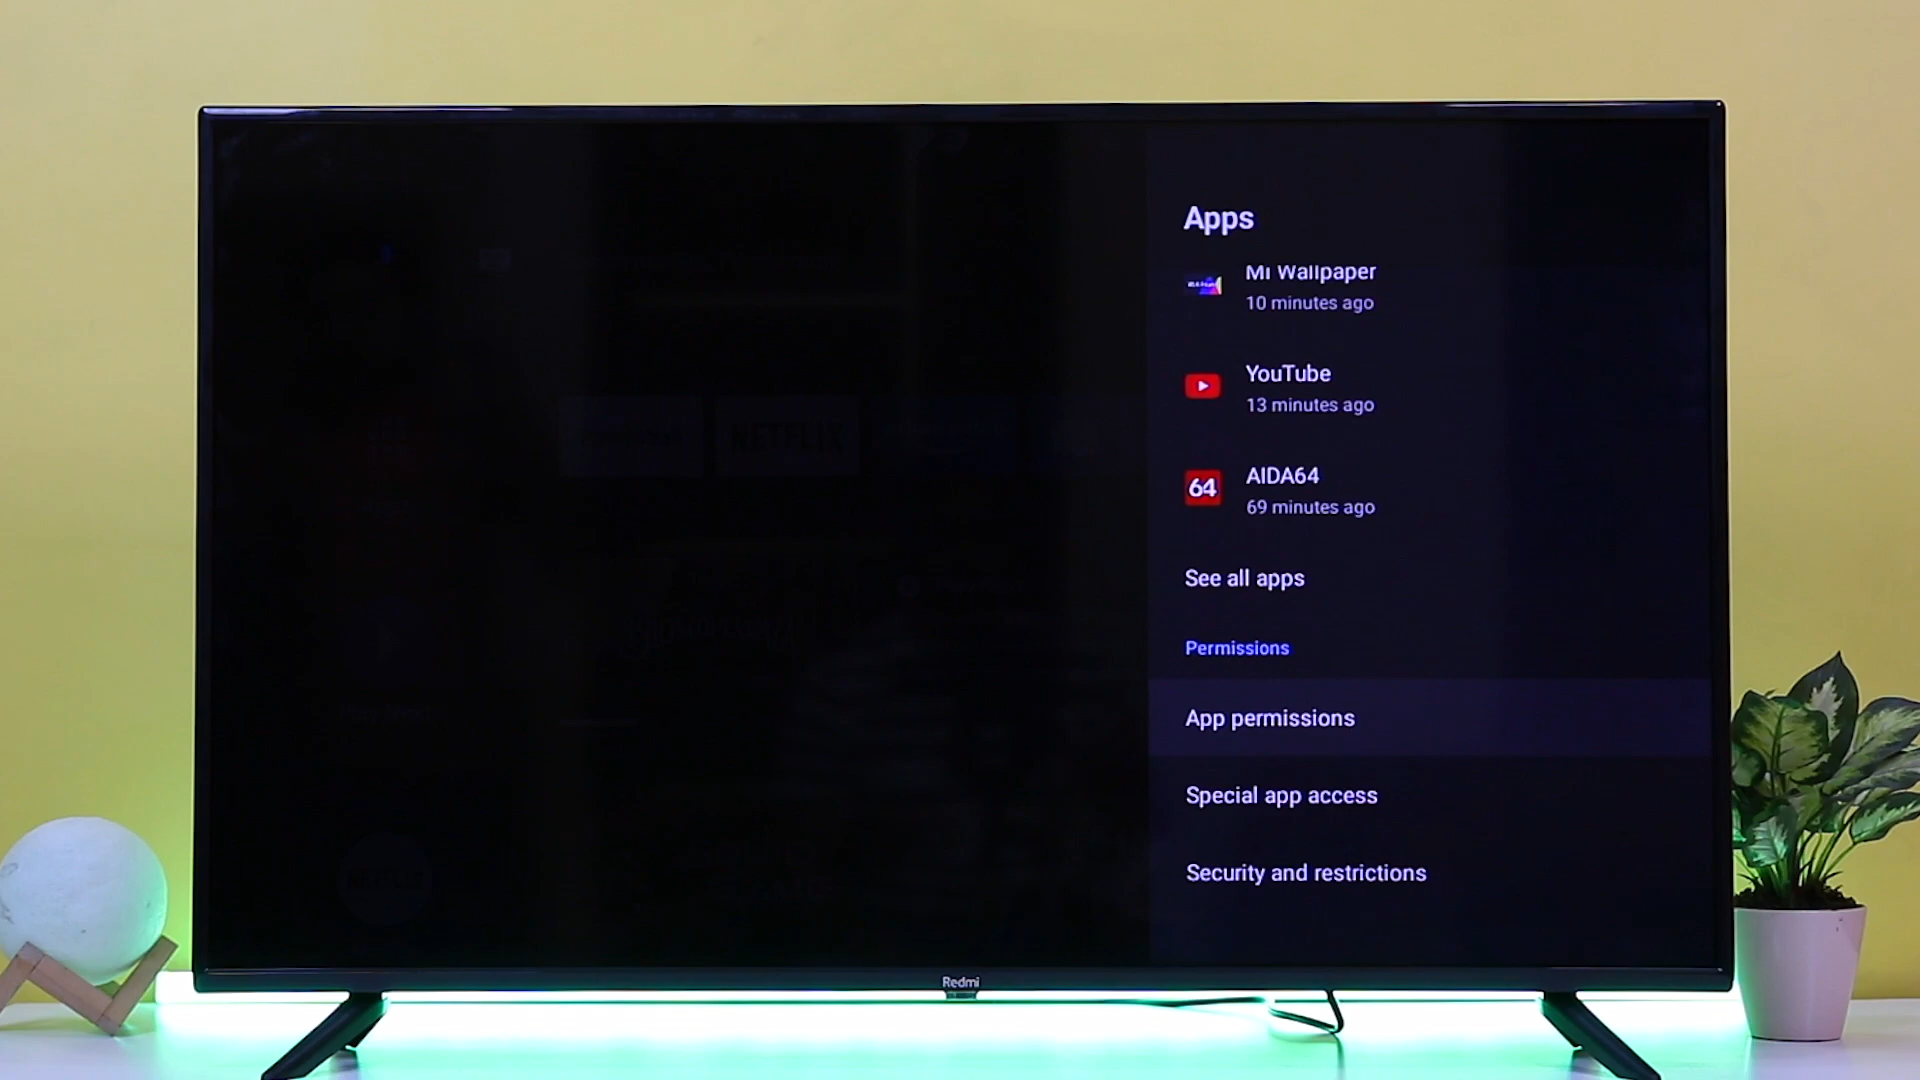 Apps
Mi Wallpaper
10 minutes ago
YouTube
13 minutes ago
64
AIDA64
69 minutes ago
See all apps
Permissions
App permissions
Special app access
Security and restrictions
NETFLIX
Redmi